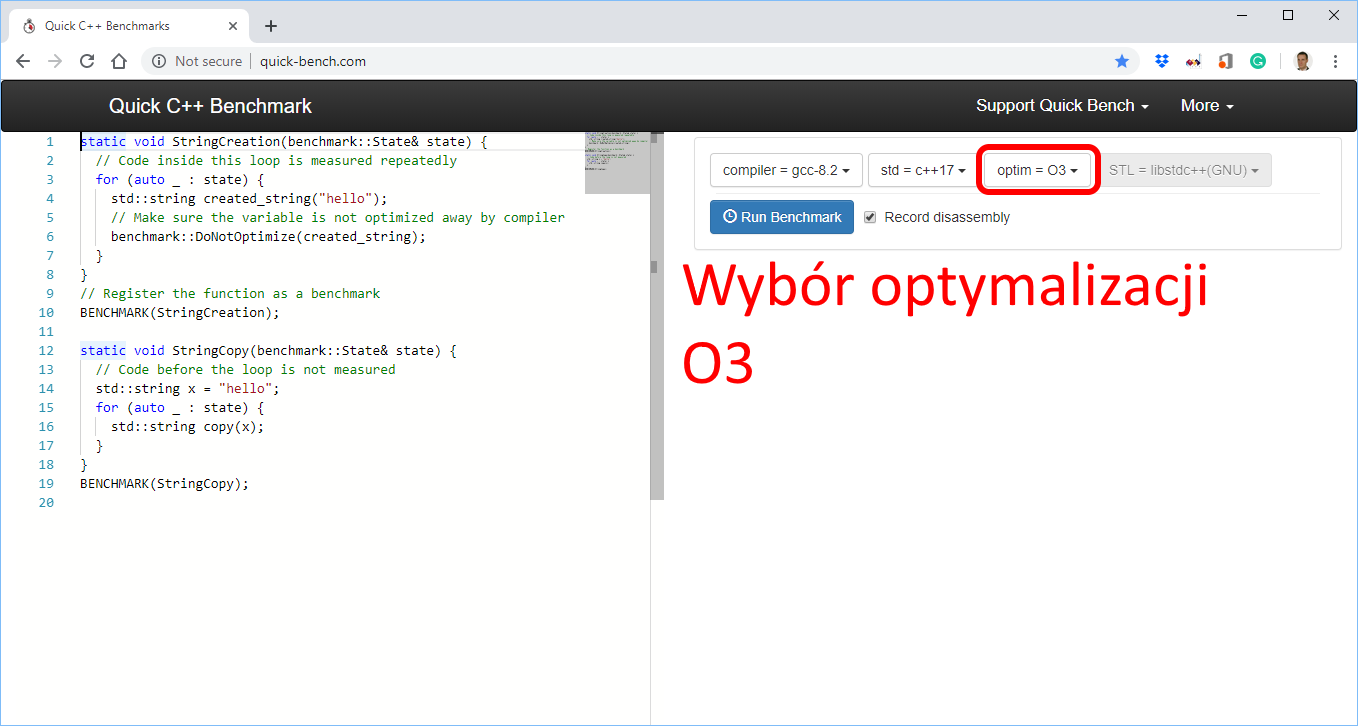 Quick C++ Benchmarks
Not secure quick-bench.com
Quick C++ Benchmark
Support Quick Bench
More
1 static void StringCreation(benchmark::State& state) {
2 // Code inside this loop is measured repeatedly
3 for (auto _ : state) {
4 std::string created_string("hello");
5 // Make sure the variable is not optimized away by compiler
6 benchmark::DoNotOptimize(created_string);
7 }
8 }
9 // Register the function as a benchmark
10 BENCHMARK(StringCreation);
11
12 static void StringCopy(benchmark::State& state) {
13 // Code before the loop is not measured
14 std::string x = "hello";
15 for (auto _ : state) {
16 std::string copy(x);
17 }
18 }
19 BENCHMARK(StringCopy);
20
compiler = gcc-8.2
std = c++17
optim = O3
STL = libstdc++(GNU)
Run Benchmark
Record disassembly
Wybór optymalizacji
O3